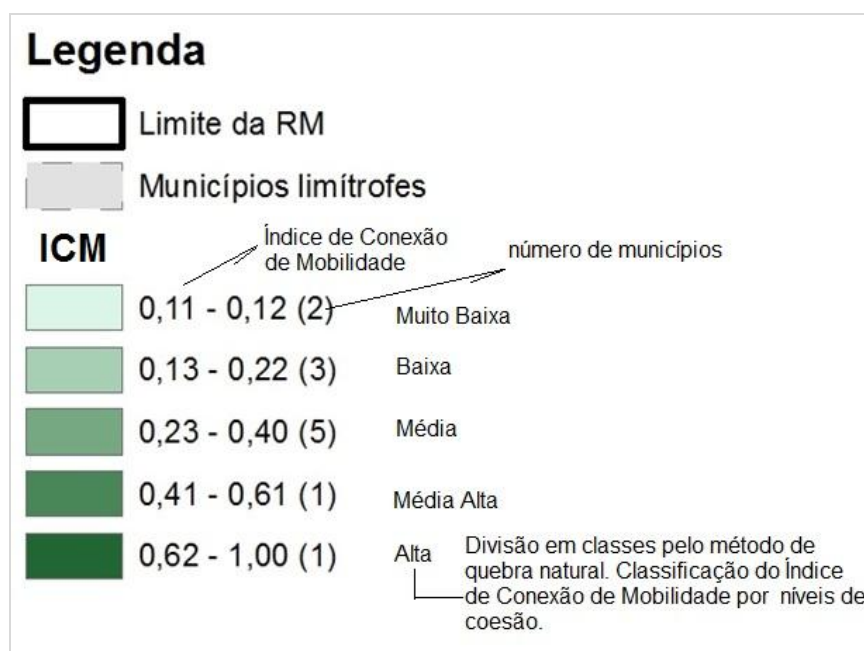 Legenda
Limite da RM
Municípios limítrofes
ICM
Índice de Conexão
de Mobilidade
número de municípios
0,11 - 0,12 (2)
Muito Baixa
0,13 - 0,22 (3)
Baixa
0,23 - 0,40 (5)
Média
0,41 - 0,61 (1)
Média Alta
0,62 - 1,00 (1)
Alta
Divisão em classes pelo método de
quebra natural. Classificação do Índice
de Conexão de Mobilidade por níveis de
coesão.